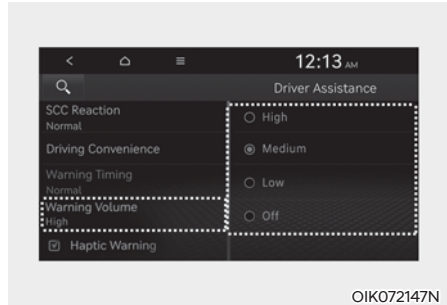 12:13 AM
Driver Assistance
SCC Reaction
Normal
Driving Convenience
Warning Timing
Normal
Warning Volume
High
Haptic Warning
High
Medium
Low
Off
OIK072147N